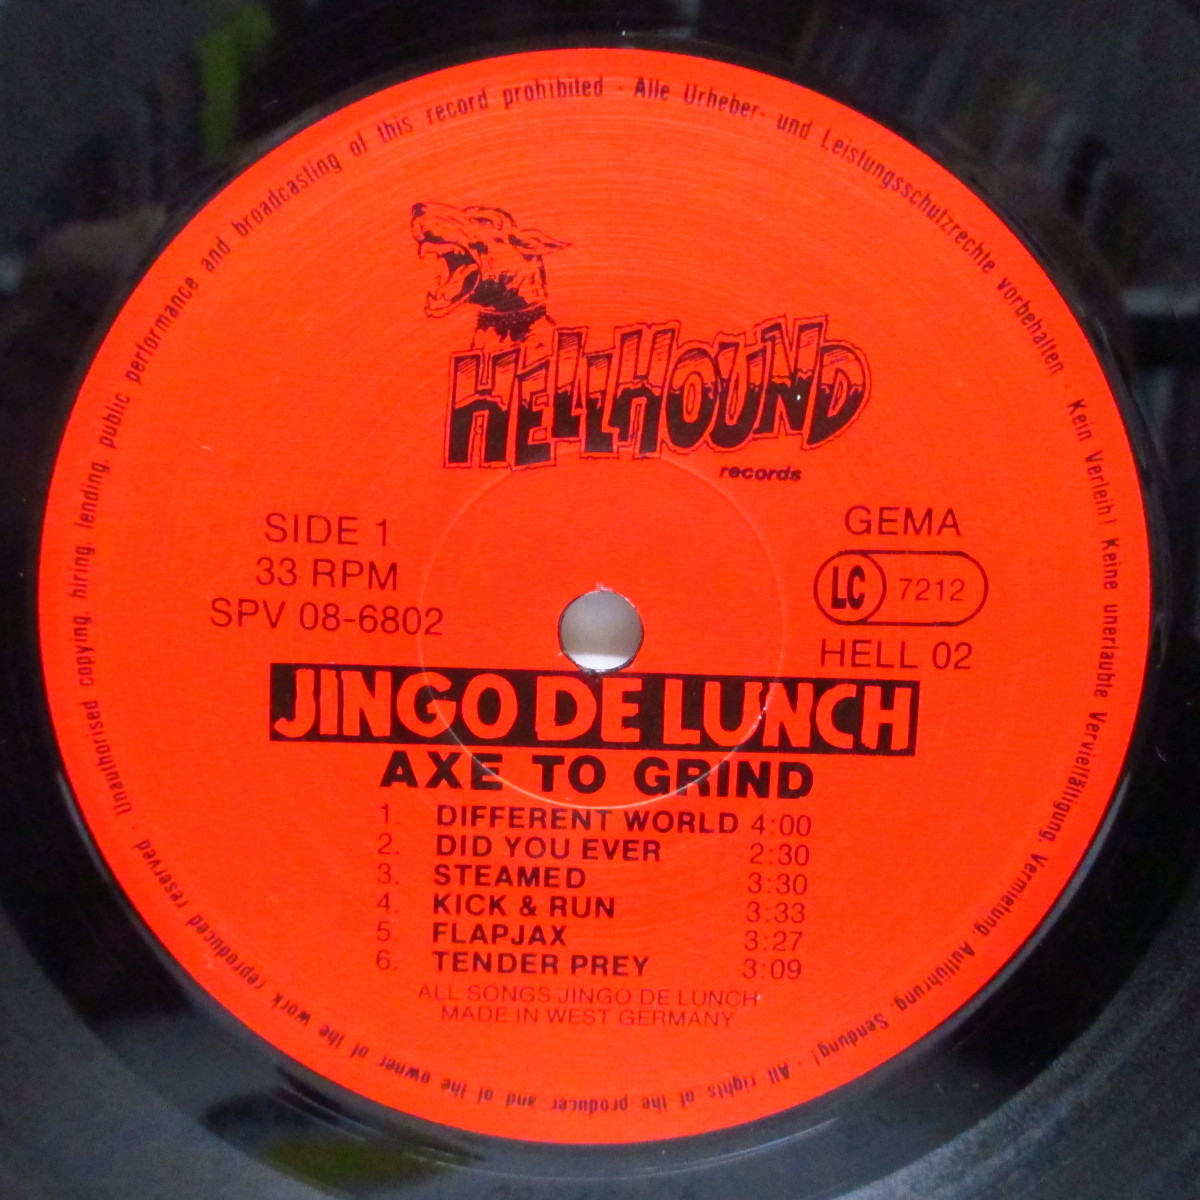 HELLHOUND
records
SIDE 1
33 RPM
SPV 08-6802
GEMA
LC 7212
HELL 02
JINGO DE LUNCH
AXE TO GRIND
1. DIFFERENT WORLD 4:00
2. DID YOU EVER 2:30
3. STEAMED 3:30
4. KICK & RUN 3:33
5. FLAPJAX 3:27
6. TENDER PREY 3:09
ALL SONGS JINGO DE LUNCH
MADE IN WEST GERMANY
Alle Urheber- und Leistungsschutzrechte vorbehalten · Kein Verleih! Keine unerlaubte Vervielfältigung, Vermietung, Aufführung, Sendung! · All rights of the producer and of the owner of the work reproduced reserved · Unauthorised copying, hiring, lending, public performance and broadcasting of this record prohibited ·